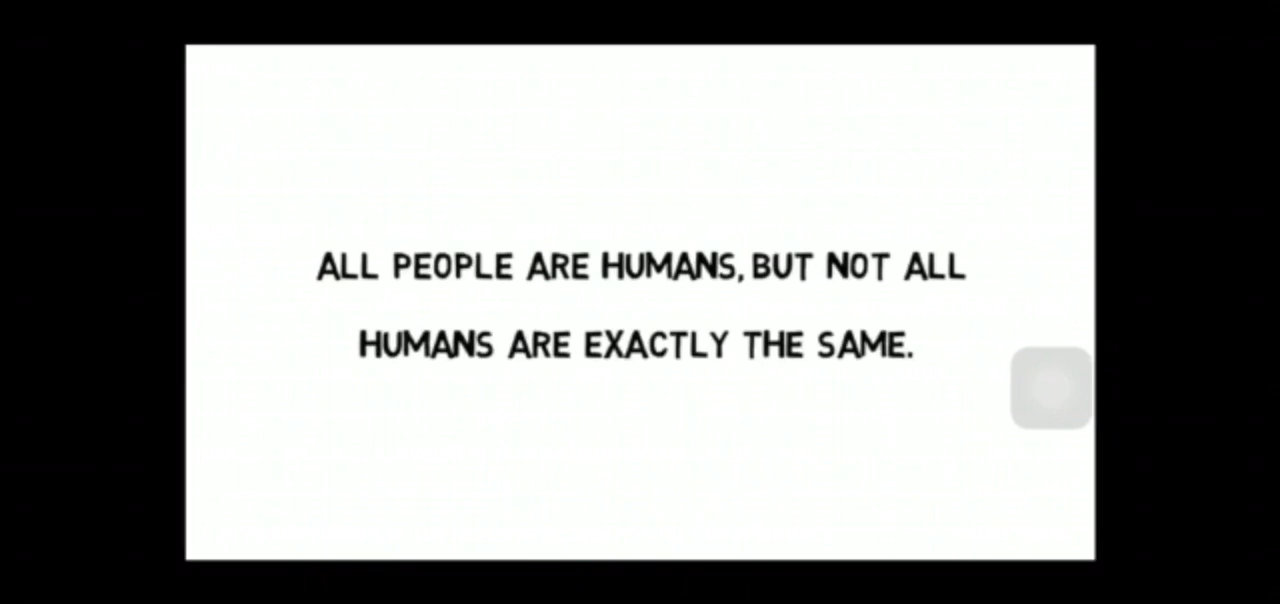 ALL PEOPLE ARE HUMANS, BUT NOT ALL
HUMANS ARE EXACTLY THE SAME.